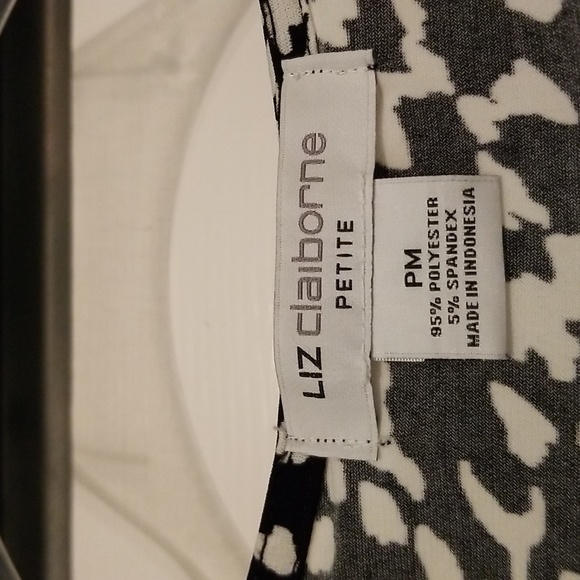 LIZ claiborne
PETITE
PM
95% POLYESTER
5% SPANDEX
MADE IN INDONESIA